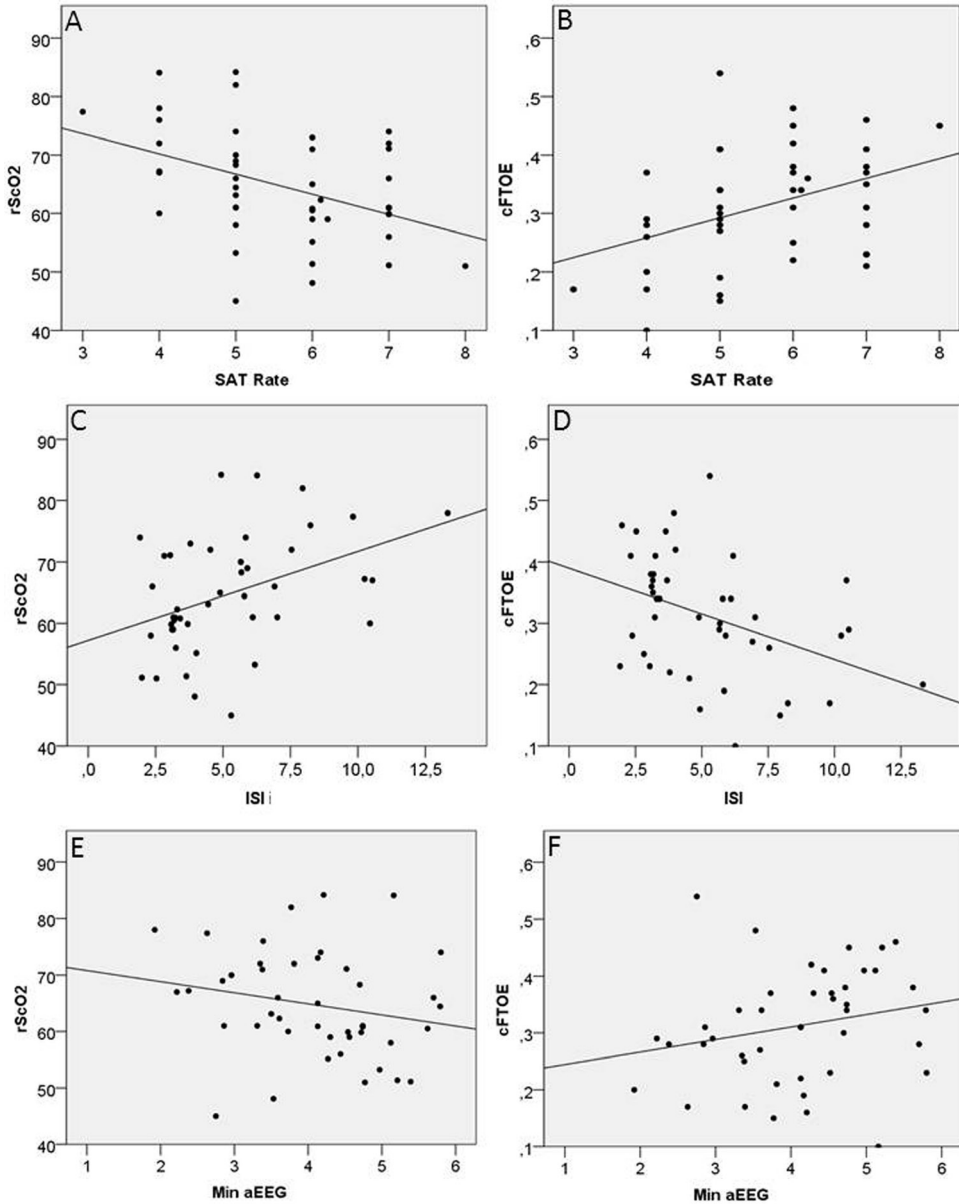 A
rScO2
90
80
70
60
50
40
3 4 5 6 7 8
SAT Rate
B
cFTOE
,6
,5
,4
,3
,2
,1
3 4 5 6 7 8
SAT Rate
C
rScO2
90
80
70
60
50
40
,0 2,5 5,0 7,5 10,0 12,5
ISI i
D
cFTOE
,6
,5
,4
,3
,2
,1
,0 2,5 5,0 7,5 10,0 12,5
ISI
E
rScO2
90
80
70
60
50
40
1 2 3 4 5 6
Min aEEG
F
cFTOE
,6
,5
,4
,3
,2
,1
1 2 3 4 5 6
Min aEEG